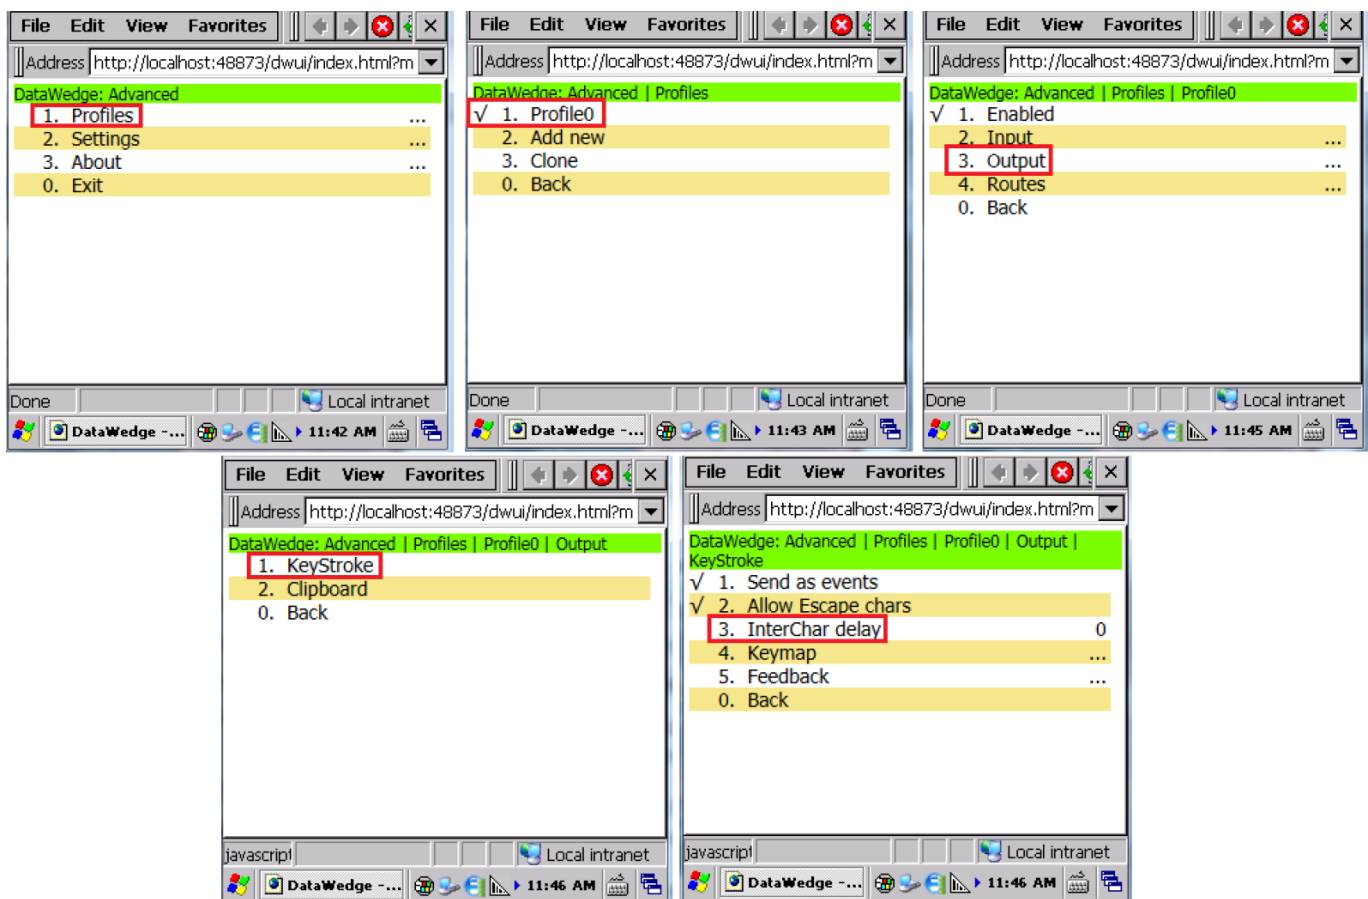 File Edit View Favorites
Address http://localhost:48873/dwui/index.html?m
DataWedge: Advanced
1. Profiles ...
2. Settings ...
3. About ...
0. Exit
Done Local intranet
DataWedge -... 11:42 AM
File Edit View Favorites
Address http://localhost:48873/dwui/index.html?m
DataWedge: Advanced | Profiles
√ 1. Profile0
2. Add new
3. Clone
0. Back
Done Local intranet
DataWedge -... 11:43 AM
File Edit View Favorites
Address http://localhost:48873/dwui/index.html?m
DataWedge: Advanced | Profiles | Profile0
√ 1. Enabled
2. Input ...
3. Output ...
4. Routes ...
0. Back
Done Local intranet
DataWedge -... 11:45 AM
File Edit View Favorites
Address http://localhost:48873/dwui/index.html?m
DataWedge: Advanced | Profiles | Profile0 | Output
1. KeyStroke
2. Clipboard
0. Back
javascript Local intranet
DataWedge -... 11:46 AM
File Edit View Favorites
Address http://localhost:48873/dwui/index.html?m
DataWedge: Advanced | Profiles | Profile0 | Output |
KeyStroke
√ 1. Send as events
√ 2. Allow Escape chars
3. InterChar delay 0
4. Keymap ...
5. Feedback ...
0. Back
javascript Local intranet
DataWedge -... 11:46 AM